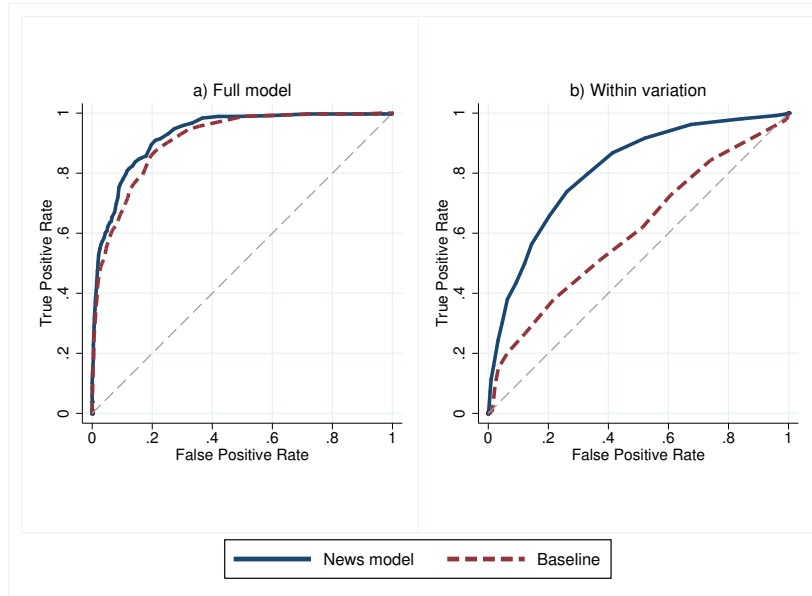 a) Full model
True Positive Rate
0 .2 .4 .6 .8 1
0 .2 .4 .6 .8 1
False Positive Rate
b) Within variation
True Positive Rate
0 .2 .4 .6 .8 1
0 .2 .4 .6 .8 1
False Positive Rate
News model
Baseline